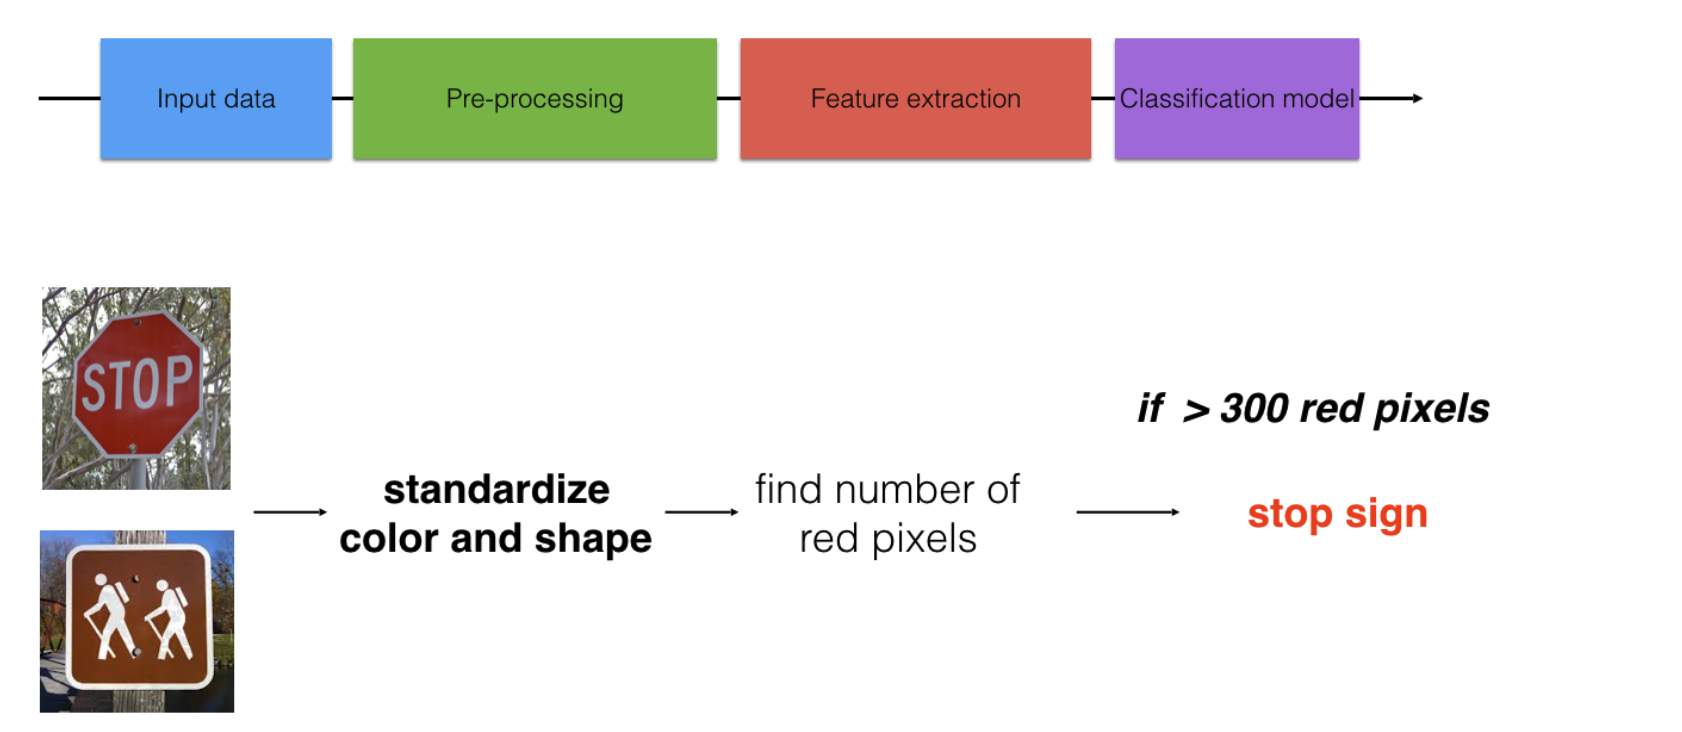 Input data
Pre-processing
Feature extraction
Classification model
STOP
if > 300 red pixels
standardize
color and shape
find number of
red pixels
stop sign